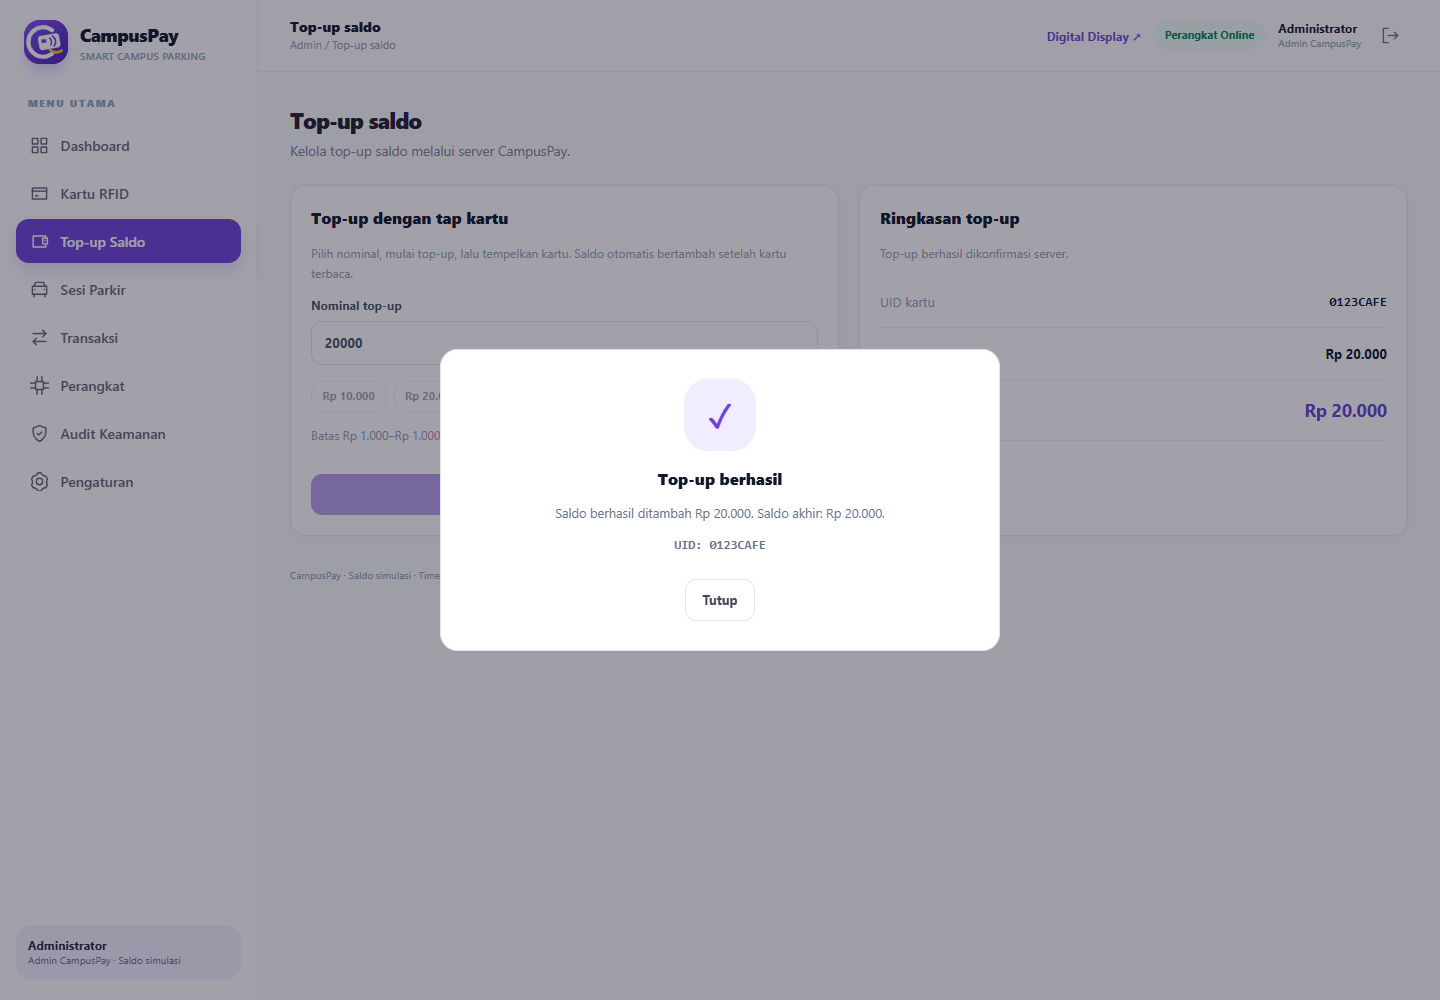 CampusPay
SMART CAMPUS PARKING
MENU UTAMA
Dashboard
Kartu RFID
Top-up Saldo
Sesi Parkir
Transaksi
Perangkat
Audit Keamanan
Pengaturan
Administrator
Admin CampusPay · Saldo simulasi
Top-up saldo
Admin / Top-up saldo
Digital Display ↗
Perangkat Online
Administrator
Admin CampusPay
Top-up saldo
Kelola top-up saldo melalui server CampusPay.
Top-up dengan tap kartu
Pilih nominal, mulai top-up, lalu tempelkan kartu. Saldo otomatis bertambah setelah kartu
terbaca.
Nominal top-up
20000
Rp 10.000
Rp 20.0
Batas Rp 1.000–Rp 1.000
Ringkasan top-up
Top-up berhasil dikonfirmasi server.
UID kartu 0123CAFE
Rp 20.000
Rp 20.000
Top-up berhasil
Saldo berhasil ditambah Rp 20.000. Saldo akhir: Rp 20.000.
UID: 0123CAFE
Tutup
CampusPay · Saldo simulasi · Time